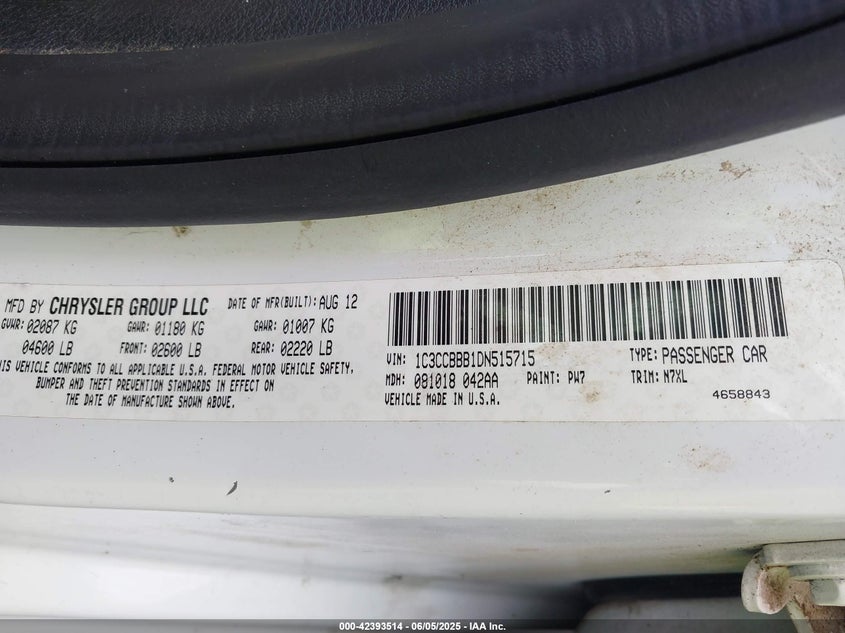 MFD BY CHRYSLER GROUP LLC DATE OF MFR(BUILT): AUG 12
GVWR: 02087 KG GAWR: 01180 KG GAWR: 01007 KG
04600 LB FRONT: 02600 LB REAR: 02220 LB
THIS VEHICLE CONFORMS TO ALL APPLICABLE U.S.A. FEDERAL MOTOR VEHICLE SAFETY,
BUMPER AND THEFT PREVENTION STANDARDS IN EFFECT ON
THE DATE OF MANUFACTURE SHOWN ABOVE.
VIN: 1C3CCBBB1DN515715 TYPE: PASSENGER CAR
MDH: 081018 042AA PAINT: PW7 TRIM: N7XL
VEHICLE MADE IN U.S.A. 4658843
000-42393514 - 06/05/2025 - IAA Inc.